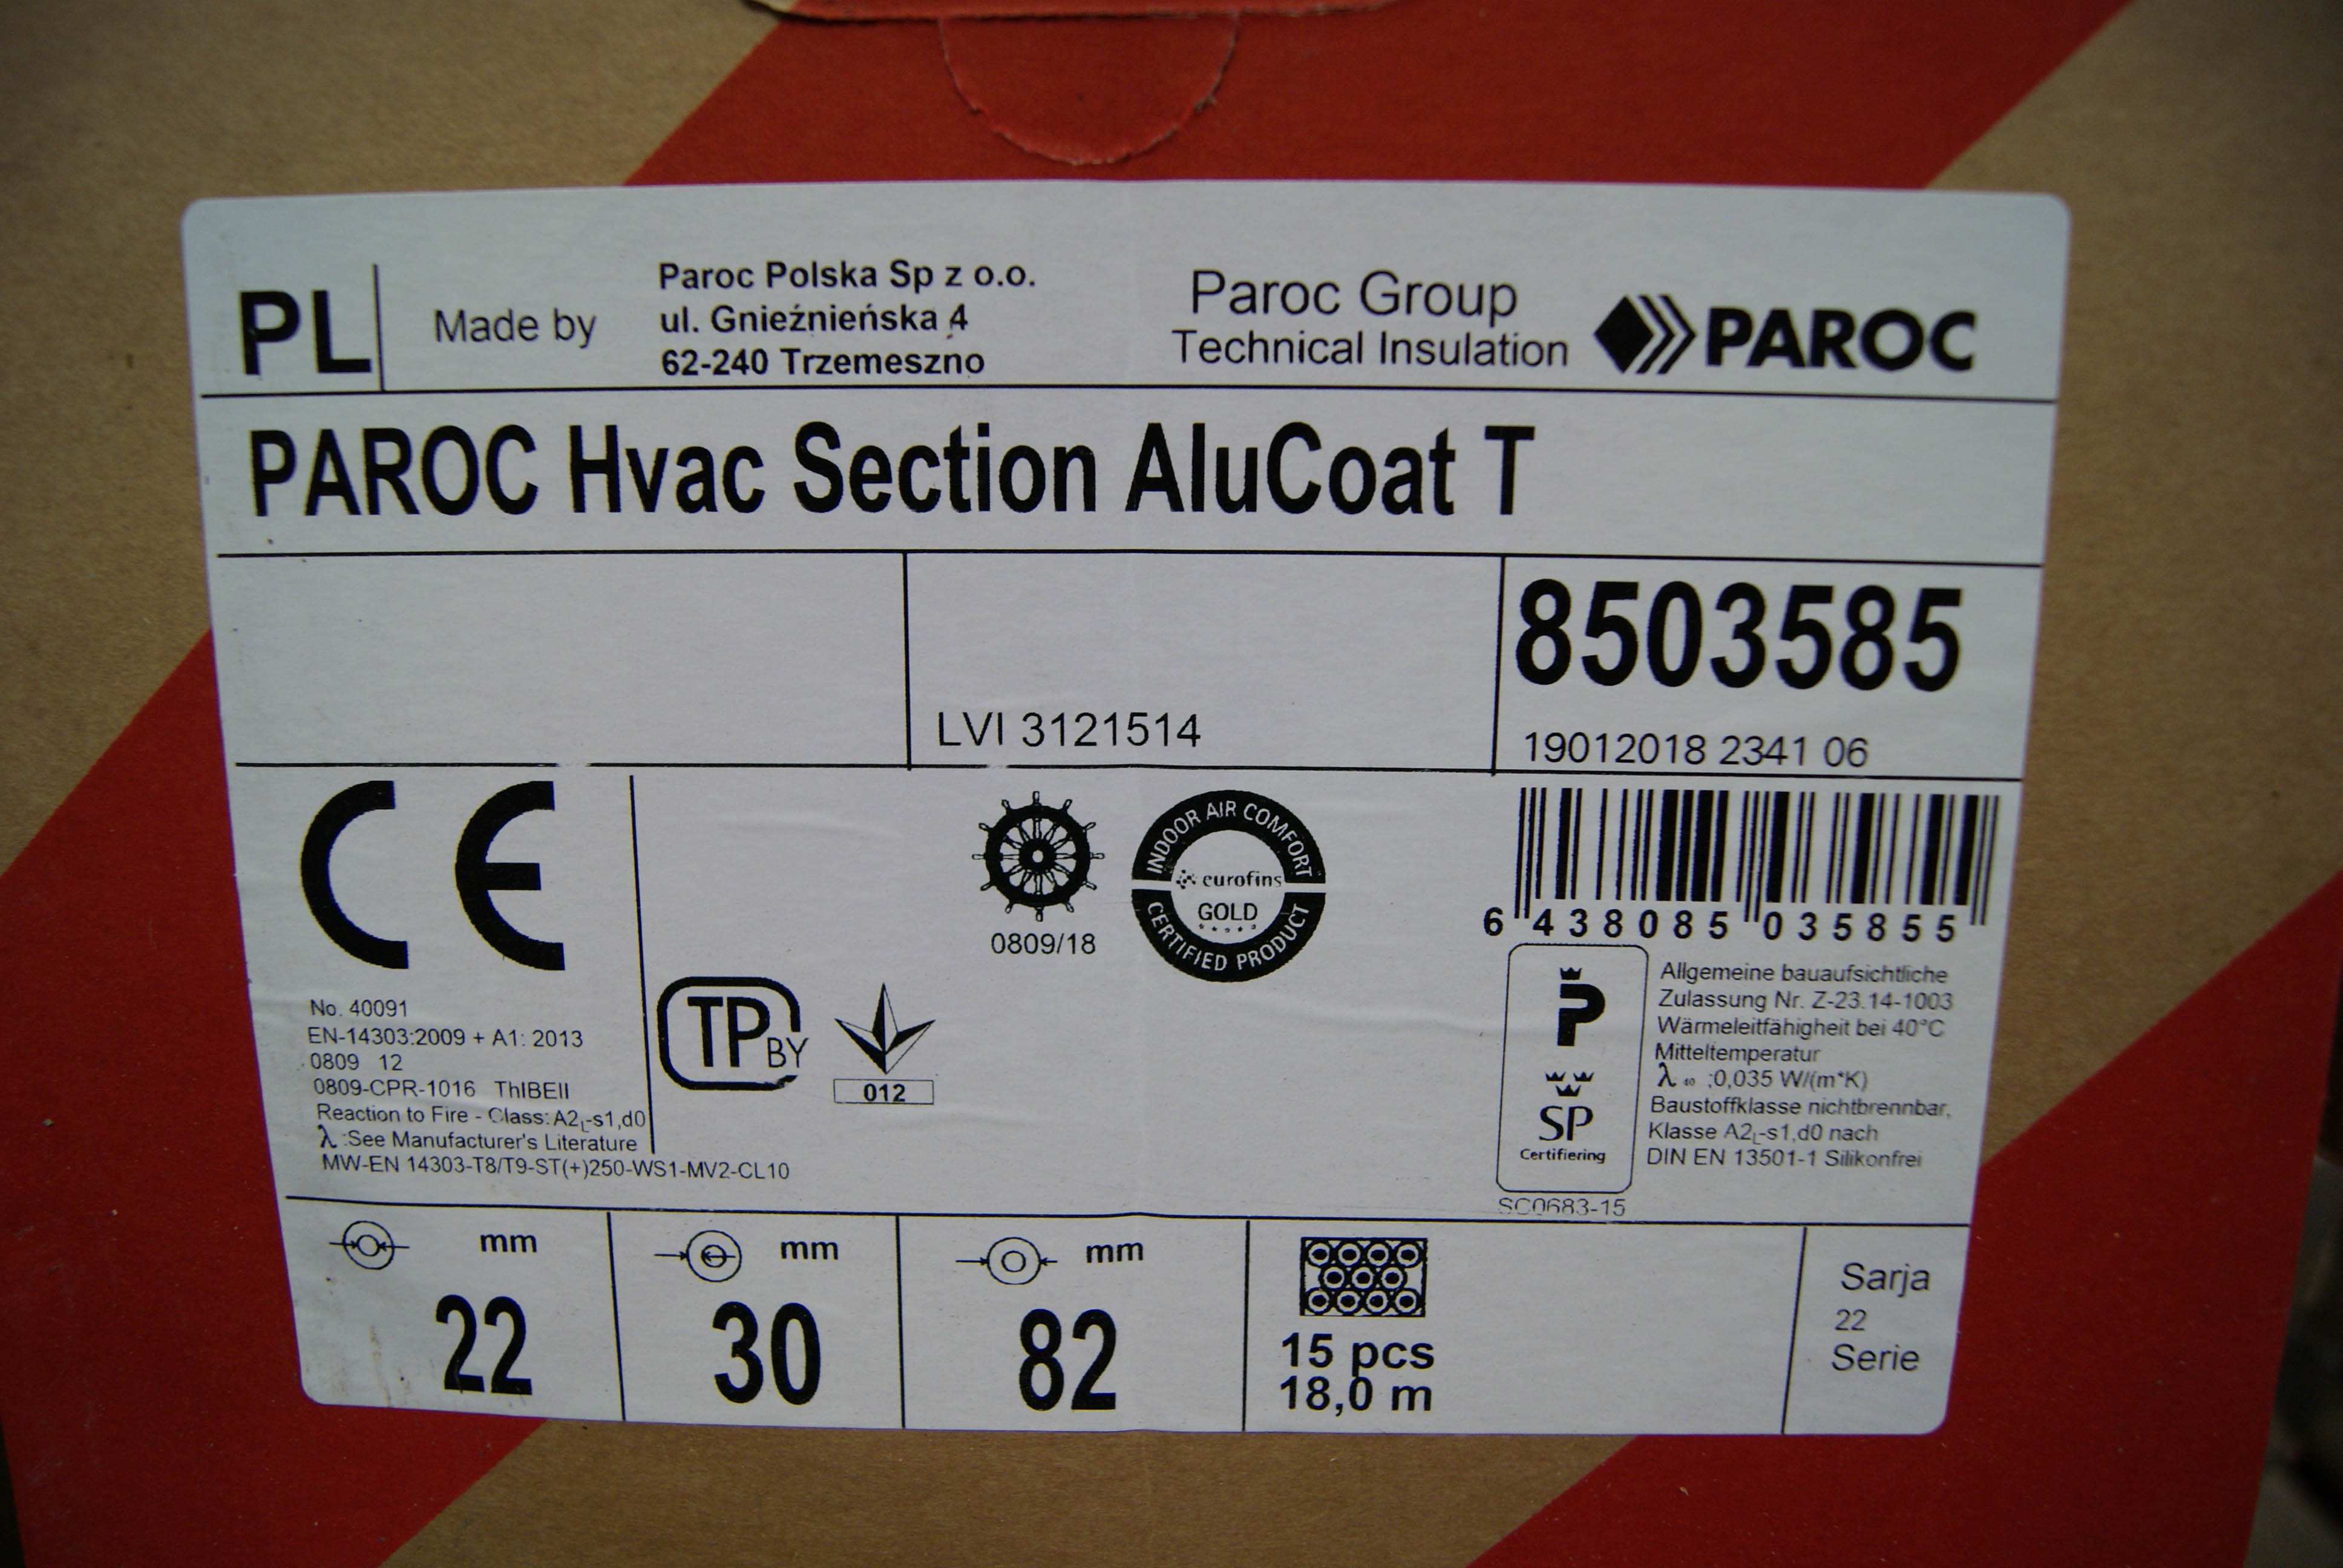 PL
Made by
Paroc Polska Sp z o.o.
ul. Gnieźnieńska 4
62-240 Trzemeszno
Paroc Group
Technical Insulation
PAROC
PAROC Hvac Section AluCoat T
LVI 3121514
8503585
19012018 2341 06
CE
No. 40091
EN-14303:2009 + A1: 2013
0809 12
0809-CPR-1016 ThIBEII
Reaction to Fire - Class: A2L-s1,d0
λ :See Manufacturer's Literature
MW-EN 14303-T8/T9-ST(+)250-WS1-MV2-CL10
TP BY
012
0809/18
INDOOR AIR COMFORT
eurofins
GOLD
CERTIFIED PRODUCT
6 438085 035855
P
SP
Certifiering
SC0683-15
Allgemeine bauaufsichtliche
Zulassung Nr. Z-23.14-1003
Wärmeleitfähigheit bei 40°C
Mitteltemperatur
λ 40 :0,035 W/(m*K)
Baustoffklasse nichtbrennbar,
Klasse A2L-s1,d0 nach
DIN EN 13501-1 Silikonfrei
mm
22
mm
30
mm
82
15 pcs
18,0 m
Sarja
22
Serie